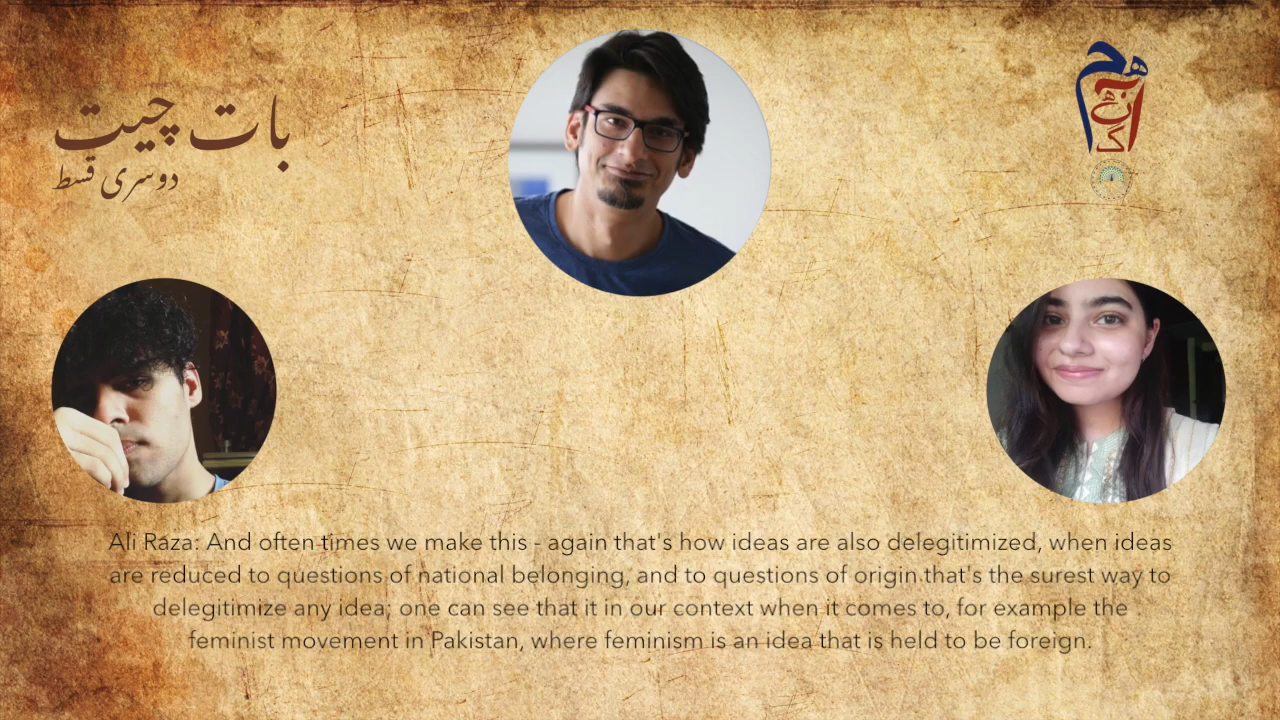 بات چیت
دوسری قسط
ہم آہنگ
Ali Raza: And often times we make this - again that's how ideas are also delegitimized, when ideas
are reduced to questions of national belonging, and to questions of origin that's the surest way to
delegitimize any idea; one can see that it in our context when it comes to, for example the
feminist movement in Pakistan, where feminism is an idea that is held to be foreign.